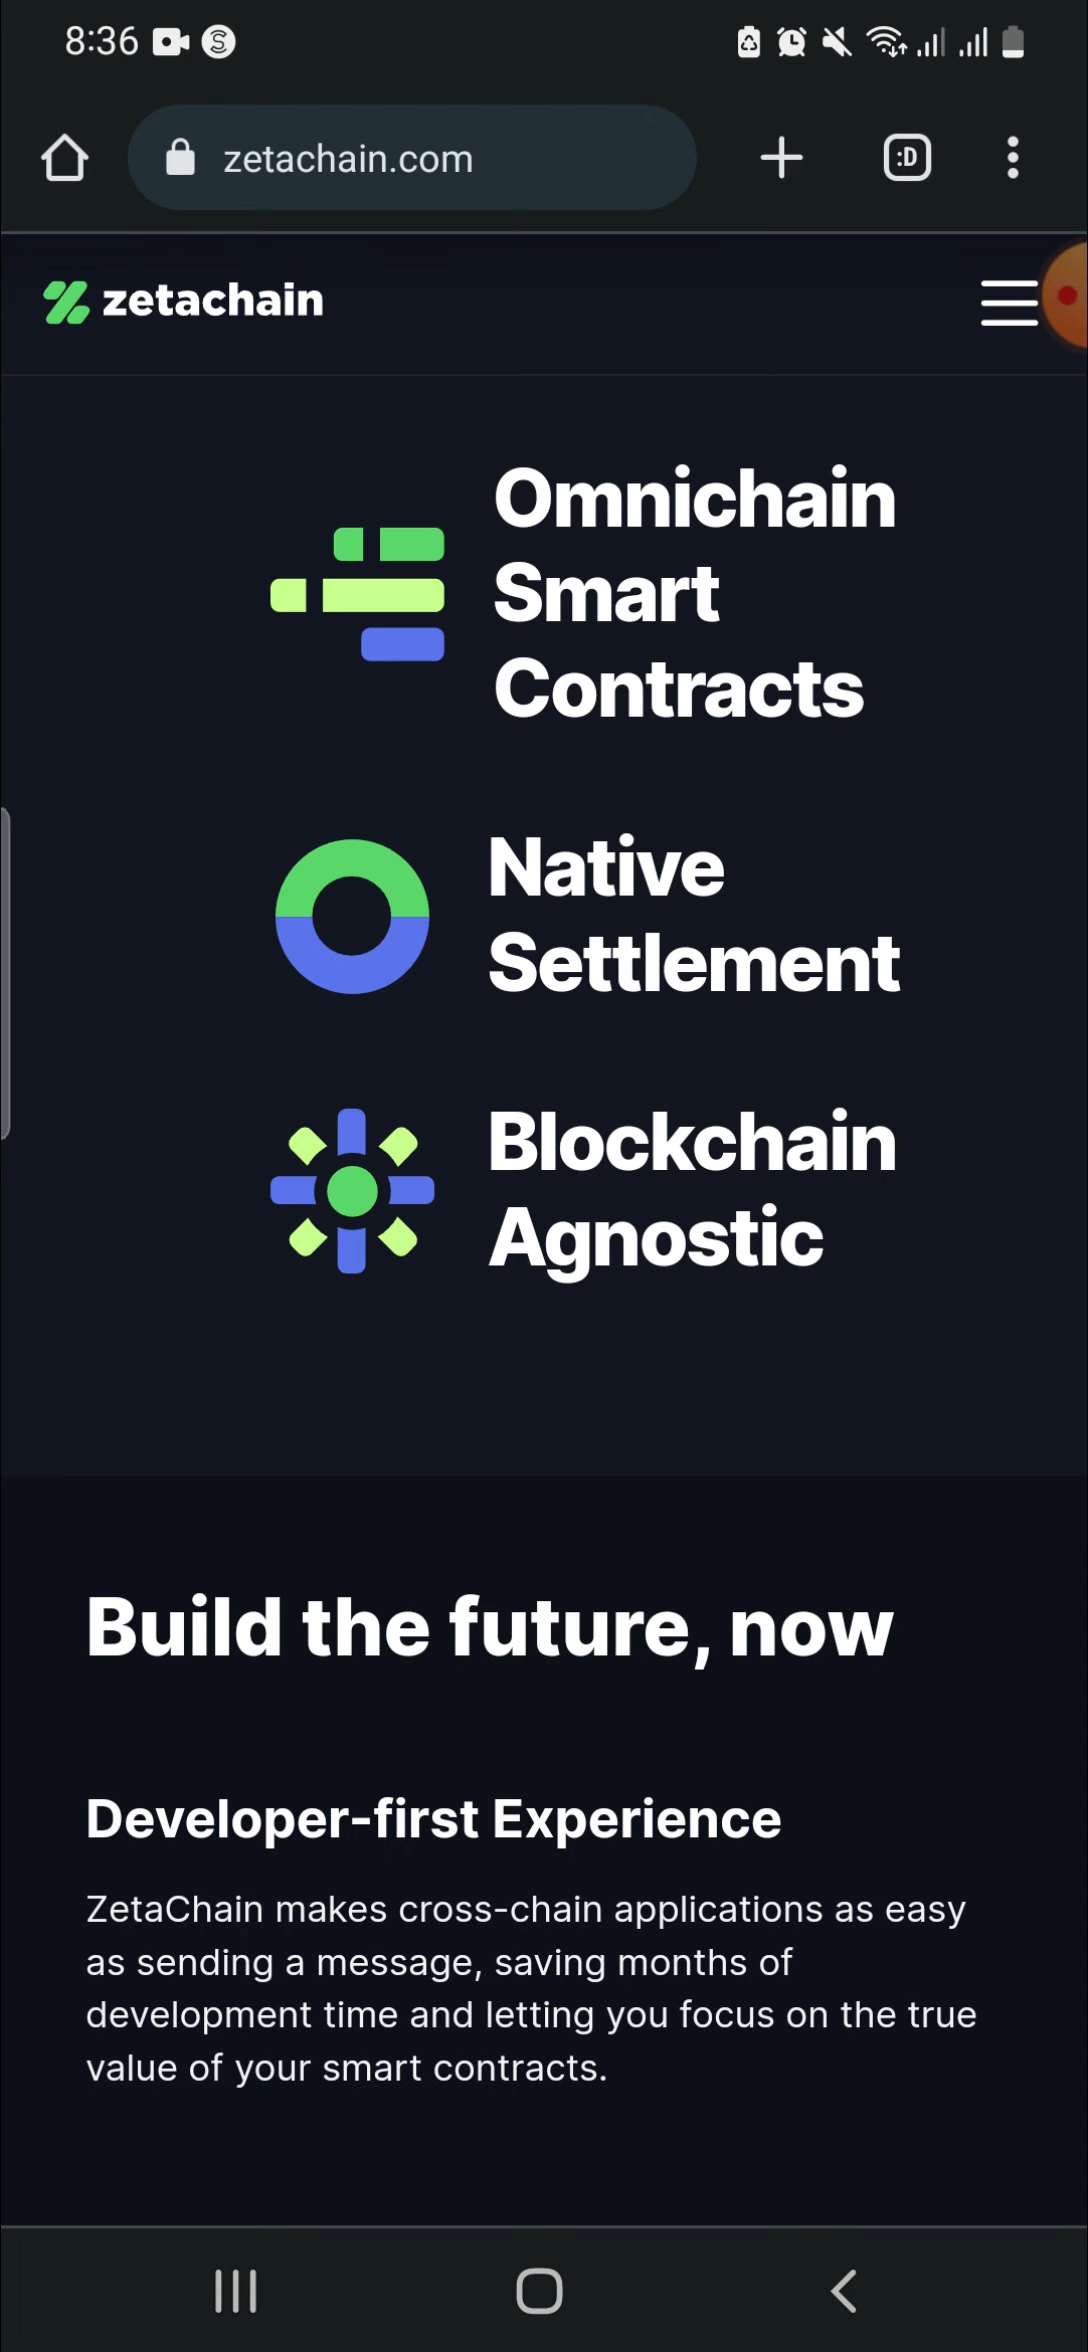 8:36
zetachain.com
:D
zetachain
Omnichain
Smart
Contracts
Native
Settlement
Blockchain
Agnostic
Build the future, now
Developer-first Experience
ZetaChain makes cross-chain applications as easy
as sending a message, saving months of
development time and letting you focus on the true
value of your smart contracts.